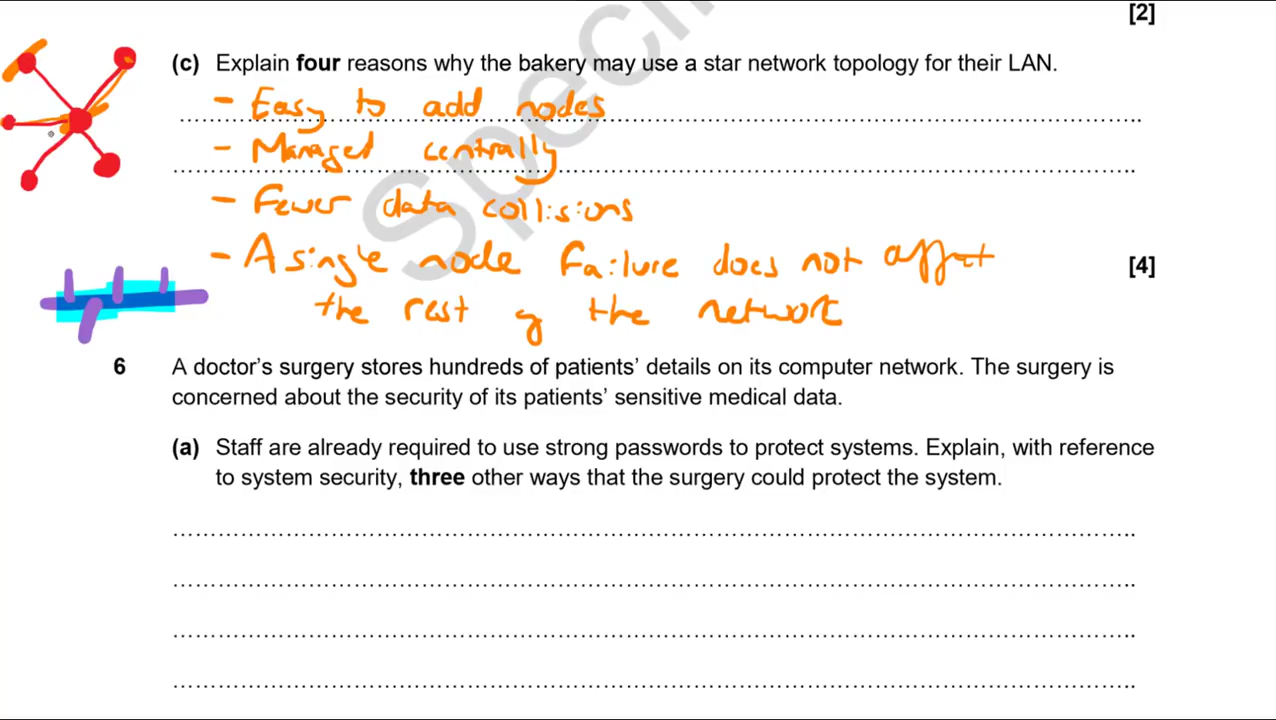 [2]
(c) Explain four reasons why the bakery may use a star network topology for their LAN.
- Easy to add nodes
- Managed centrally
- Fewer data collisions
- A single node failure does not affect
[4]
the rest of the network
6 A doctor's surgery stores hundreds of patients' details on its computer network. The surgery is
concerned about the security of its patients' sensitive medical data.
(a) Staff are already required to use strong passwords to protect systems. Explain, with reference
to system security, three other ways that the surgery could protect the system.
Speci